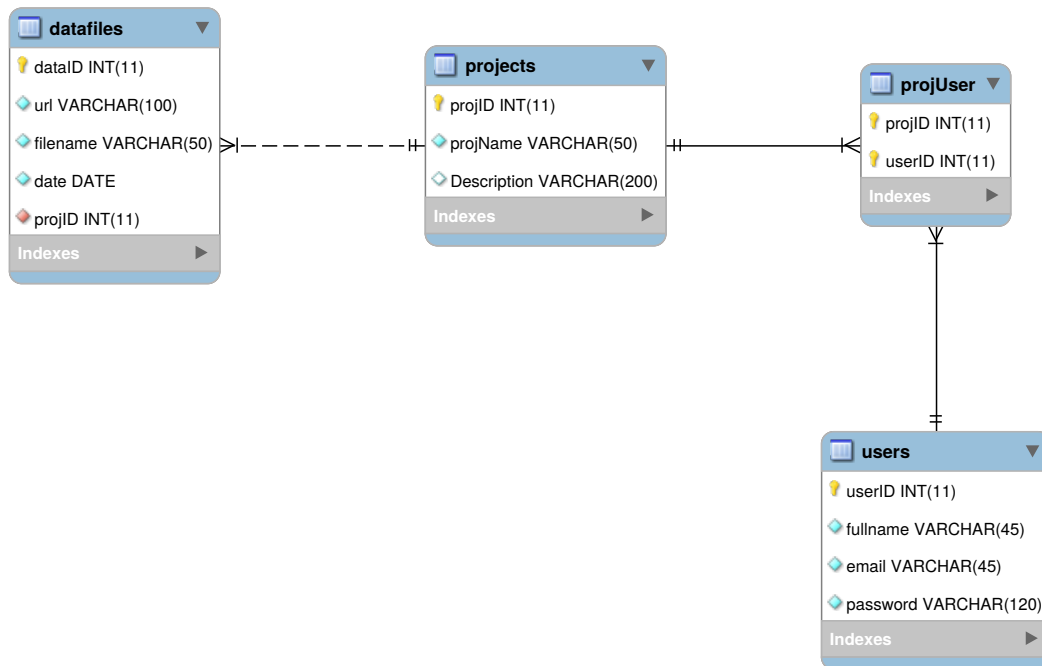 datafiles
dataID INT(11)
url VARCHAR(100)
filename VARCHAR(50)
date DATE
projID INT(11)
Indexes
projects
projID INT(11)
projName VARCHAR(50)
Description VARCHAR(200)
Indexes
projUser
projID INT(11)
userID INT(11)
Indexes
users
userID INT(11)
fullname VARCHAR(45)
email VARCHAR(45)
password VARCHAR(120)
Indexes